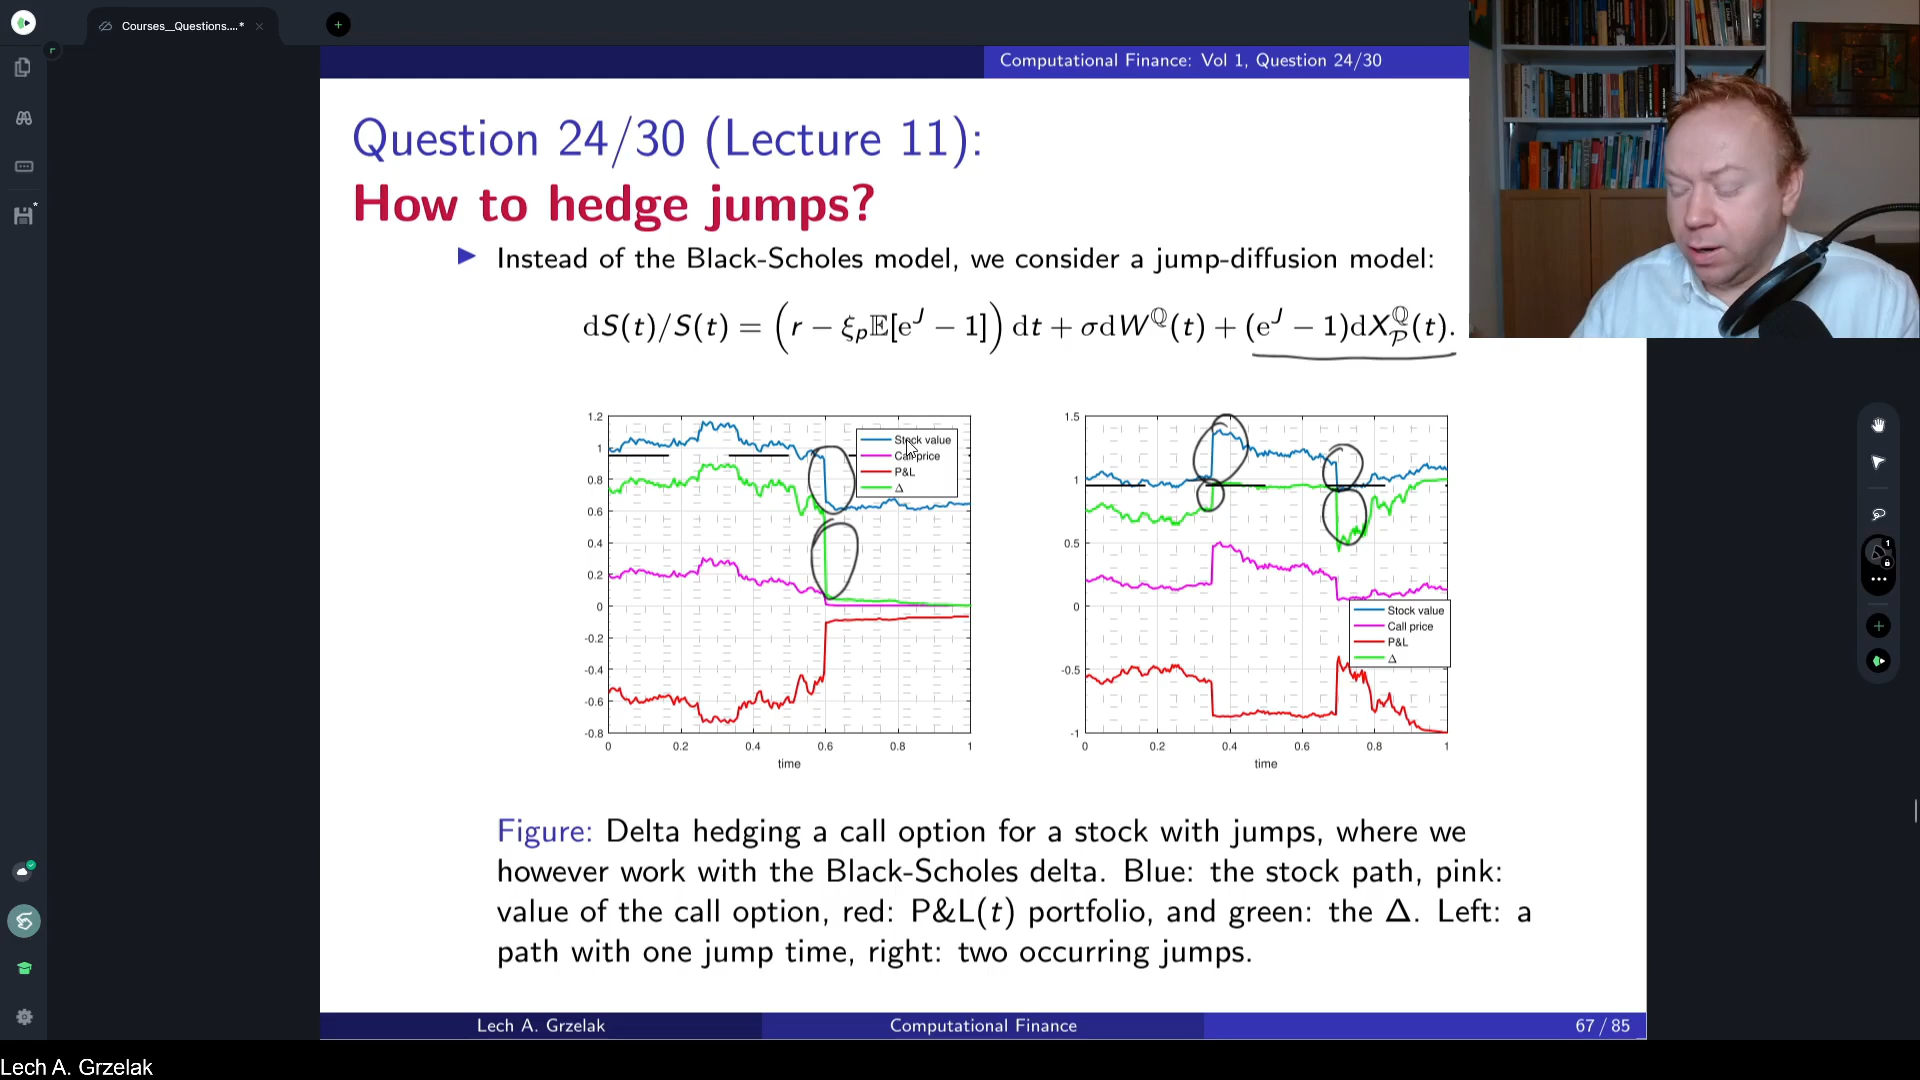 Courses__Questions....*
Computational Finance: Vol 1, Question 24/30
Question 24/30 (Lecture 11):
How to hedge jumps?
Instead of the Black-Scholes model, we consider a jump-diffusion model:
dS(t)/S(t) = (r − ξ_p 𝔼[e^J − 1]) dt + σdW^ℚ(t) + (e^J − 1)dX_𝒫^ℚ(t).
1.2
1
0.8
0.6
0.4
0.2
0
-0.2
-0.4
-0.6
-0.8
0 0.2 0.4 0.6 0.8 1
time
Stock value
Call price
P&L
Δ
1.5
1
0.5
0
-0.5
-1
0 0.2 0.4 0.6 0.8 1
time
Stock value
Call price
P&L
Δ
Figure: Delta hedging a call option for a stock with jumps, where we
however work with the Black-Scholes delta. Blue: the stock path, pink:
value of the call option, red: P&L(t) portfolio, and green: the Δ. Left: a
path with one jump time, right: two occurring jumps.
Lech A. Grzelak Computational Finance 67 / 85
1
Lech A. Grzelak